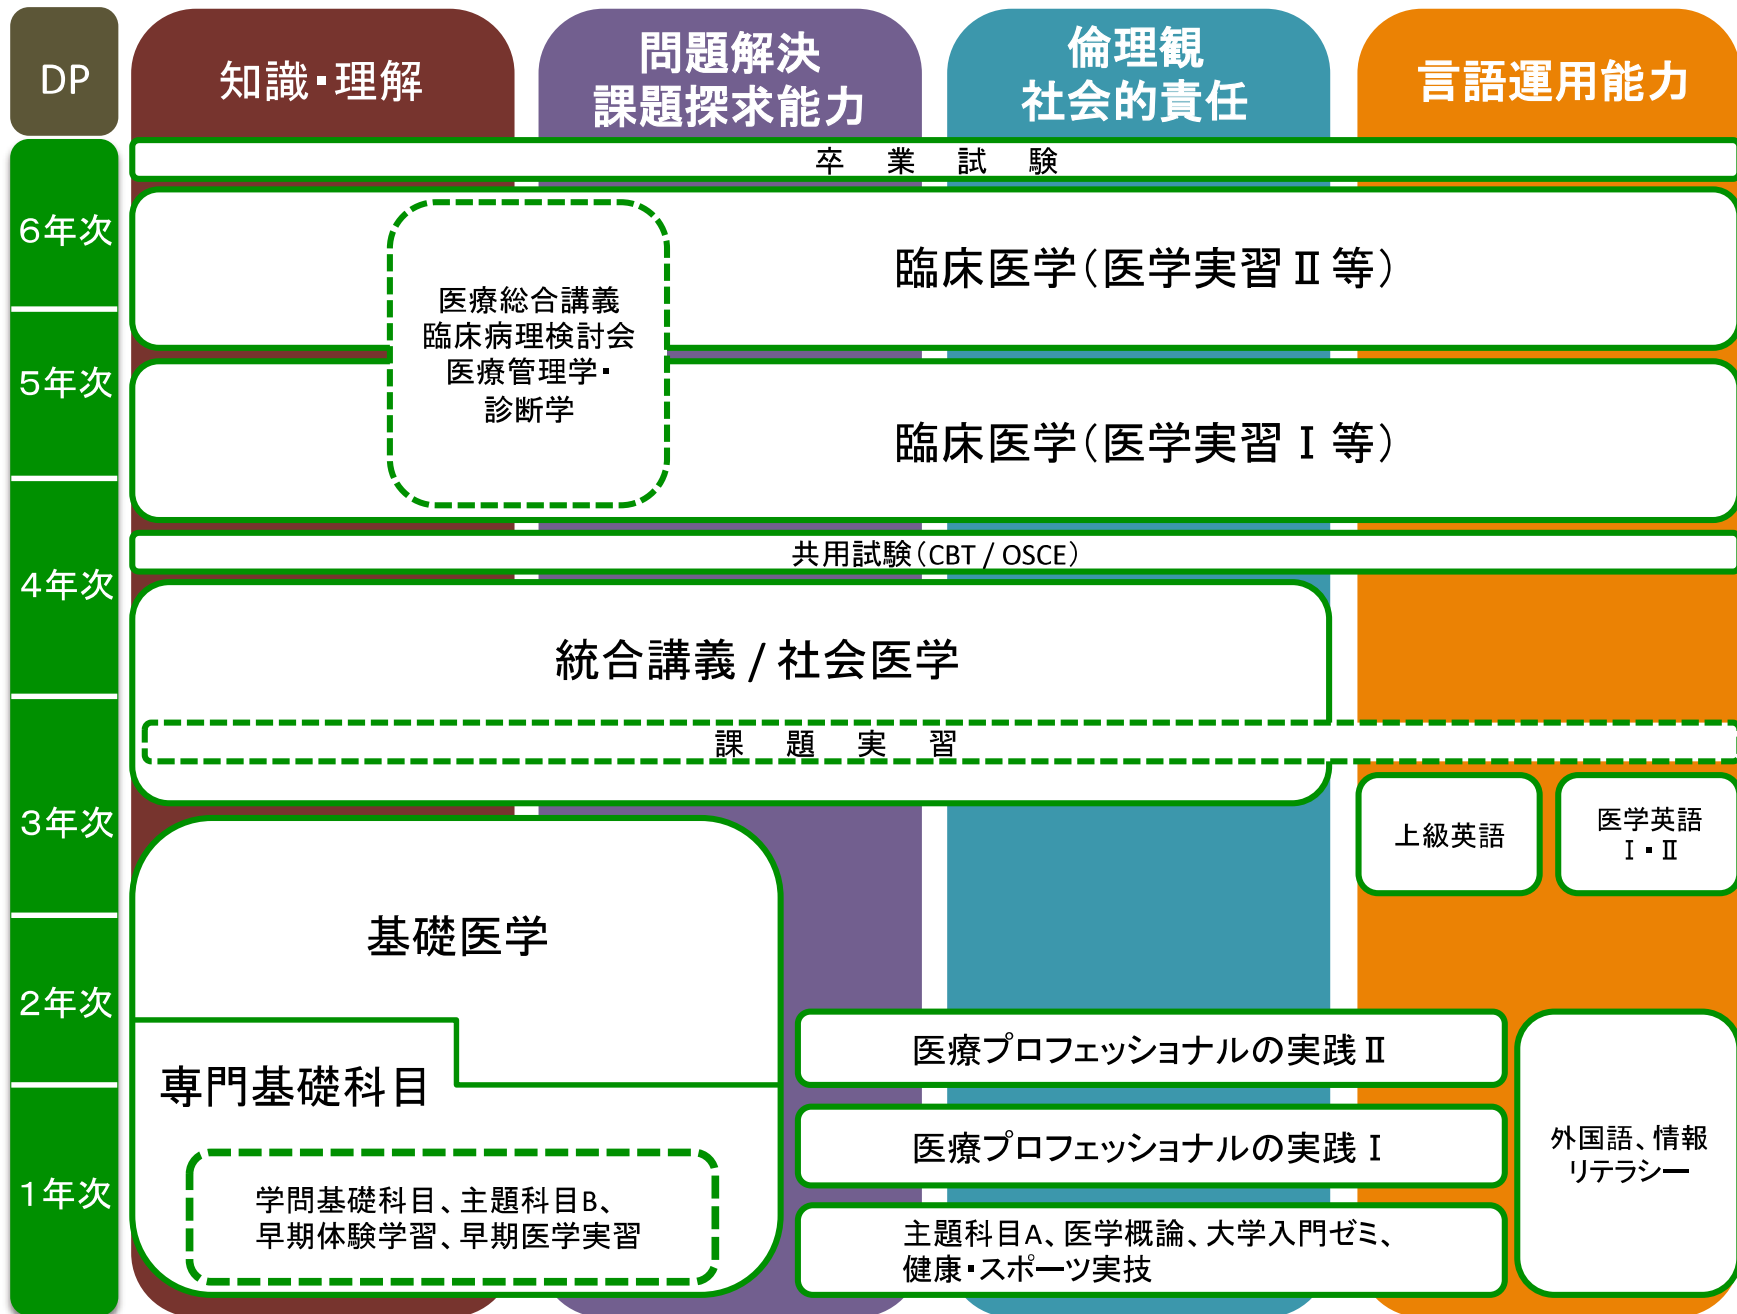 DP
知識・理解
問題解決
課題探求能力
倫理観
社会的責任
言語運用能力
卒業試験
6年次
臨床医学（医学実習Ⅱ等）
医療総合講義
臨床病理検討会
医療管理学・
診断学
5年次
臨床医学（医学実習Ⅰ等）
共用試験（CBT / OSCE）
4年次
統合講義 / 社会医学
課題実習
3年次
上級英語
医学英語
Ⅰ・Ⅱ
基礎医学
2年次
医療プロフェッショナルの実践Ⅱ
専門基礎科目
医療プロフェッショナルの実践Ⅰ
外国語、情報
リテラシー
1年次
学問基礎科目、主題科目B、
早期体験学習、早期医学実習
主題科目A、医学概論、大学入門ゼミ、
健康・スポーツ実技